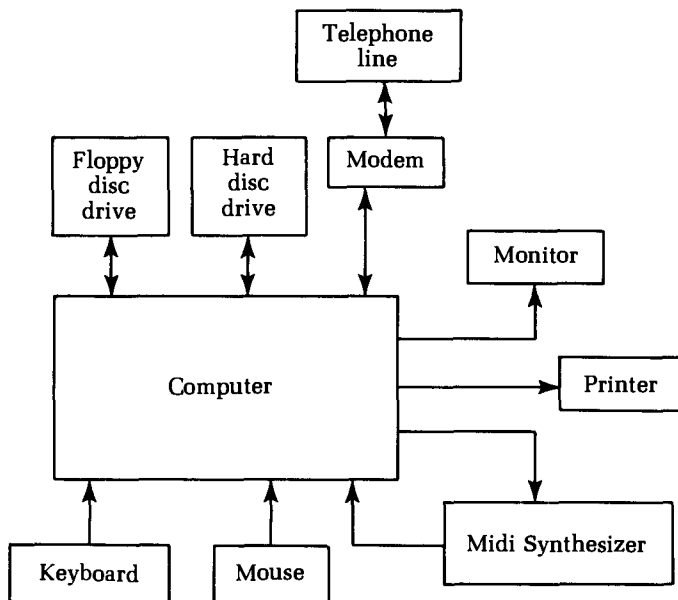 Telephone
line
Floppy
disc
drive
Hard
disc
drive
Modem
Monitor
Computer
Printer
Keyboard
Mouse
Midi Synthesizer